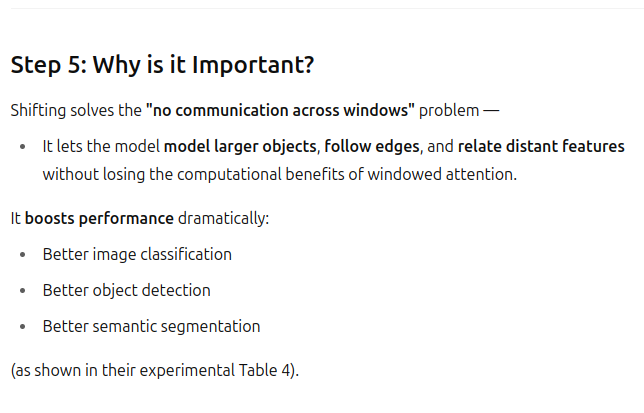 Step 5: Why is it Important?
Shifting solves the "no communication across windows" problem —
• It lets the model model larger objects, follow edges, and relate distant features
without losing the computational benefits of windowed attention.
It boosts performance dramatically:
• Better image classification
• Better object detection
• Better semantic segmentation
(as shown in their experimental Table 4).